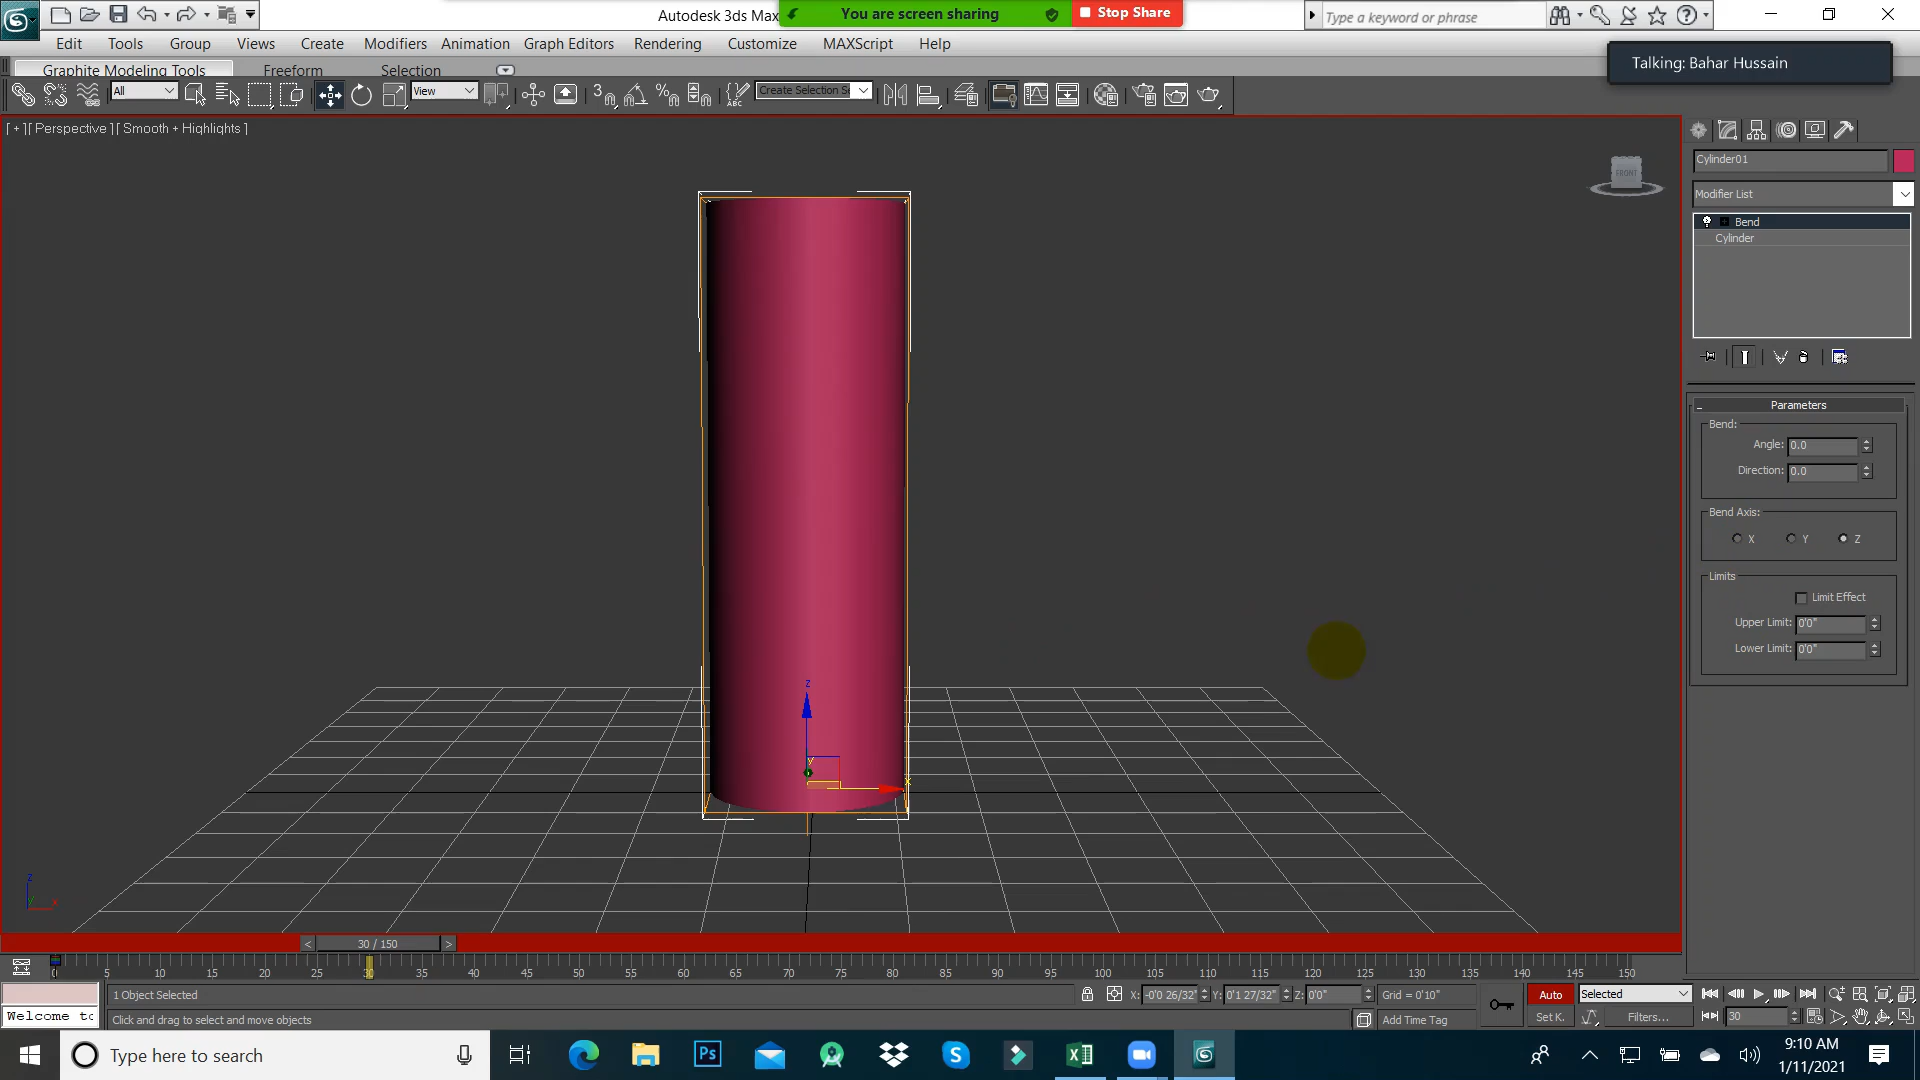 Autodesk 3ds Max
You are screen sharing
Stop Share
Type a keyword or phrase
Edit Tools Group Views Create Modifiers Animation Graph Editors Rendering Customize MAXScript Help
Talking: Bahar Hussain
Graphite Modeling Tools Freeform Selection
All
View
Create Selection Se
[ + ][ Perspective ][ Smooth + Highlights ]
FRONT
Cylinder01
Modifier List
Bend
Cylinder
Parameters
Bend:
Angle: 0.0
Direction: 0.0
Bend Axis:
X Y Z
Limits
Limit Effect
Upper Limit: 0'0"
Lower Limit: 0'0"
z
y
x
z
y x
< 30 / 150 >
0 5 10 15 20 25 30 35 40 45 50 55 60 65 70 75 80 85 90 95 100 105 110 115 120 125 130 135 140 145 150
1 Object Selected
X: -0'0 26/32" Y: 0'1 27/32" Z: 0'0" Grid = 0'10"
Auto Selected
Welcome to
Click and drag to select and move objects
Add Time Tag
Set K. Filters... 30
Type here to search
Ps
9:10 AM
1/11/2021